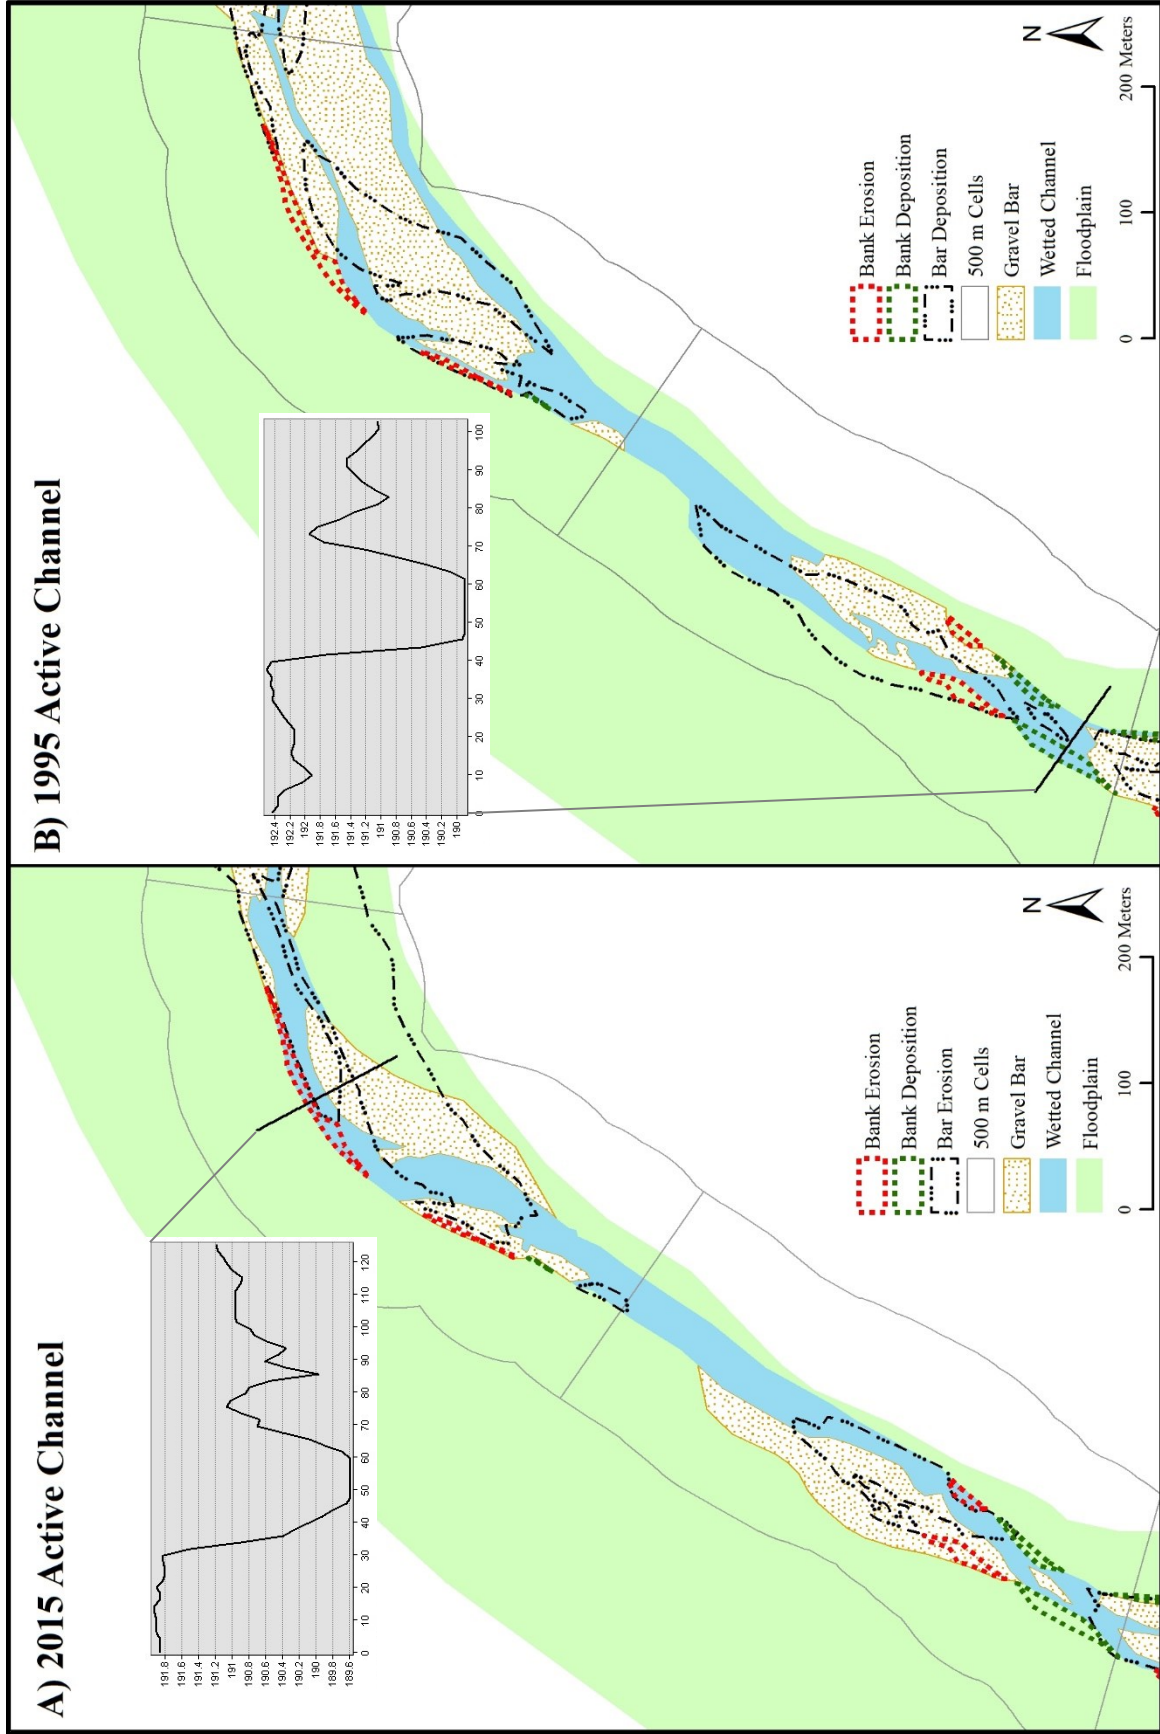 A) 2015 Active Channel
191.8
191.6
191.4
191.2
191
190.8
190.6
190.4
190.2
190
189.8
189.6
0 10 20 30 40 50 60 70 80 90 100 110 120
Bank Erosion
Bank Deposition
Bar Erosion
500 m Cells
Gravel Bar
Wetted Channel
Floodplain
N
0 100 200 Meters
B) 1995 Active Channel
192.4
192.2
192
191.8
191.6
191.4
191.2
191
190.8
190.6
190.4
190.2
190
0 10 20 30 40 50 60 70 80 90 100
Bank Erosion
Bank Deposition
Bar Deposition
500 m Cells
Gravel Bar
Wetted Channel
Floodplain
N
0 100 200 Meters